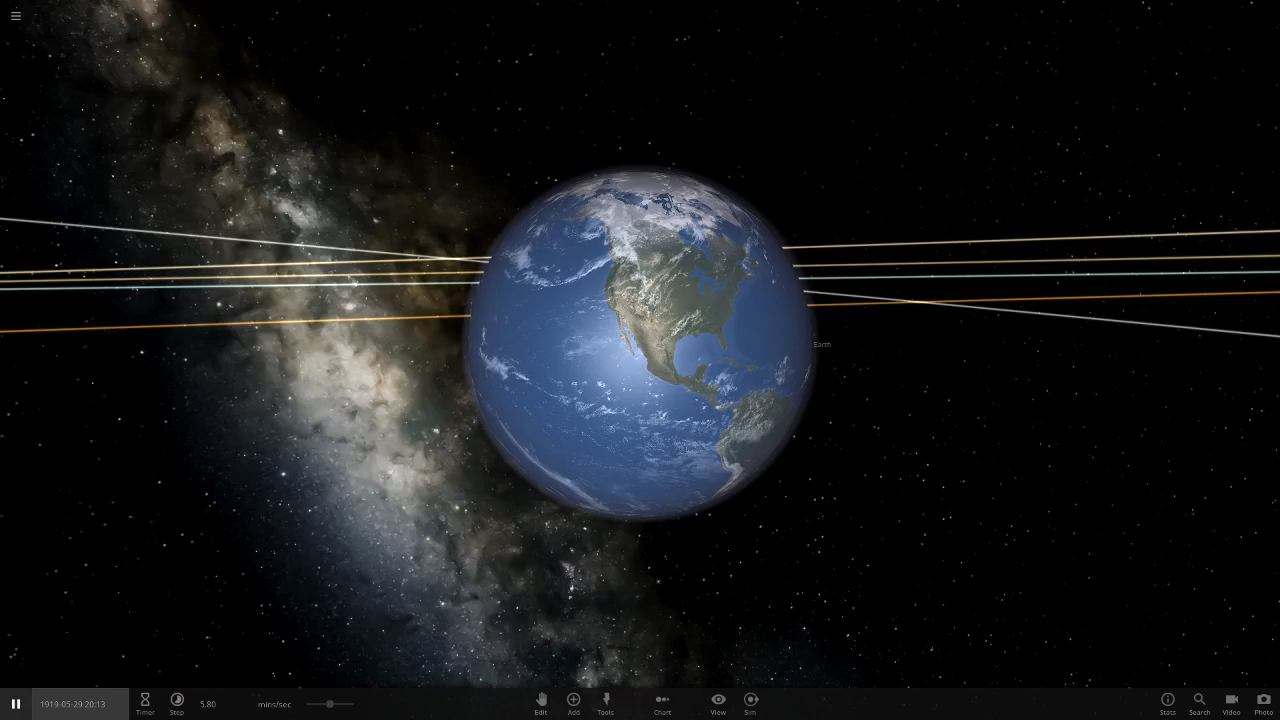 Earth
1919-05-29 20:13
Timer
Step
5.80
mins/sec
Edit
Add
Tools
Chart
View
Sim
Stats
Search
Video
Photo